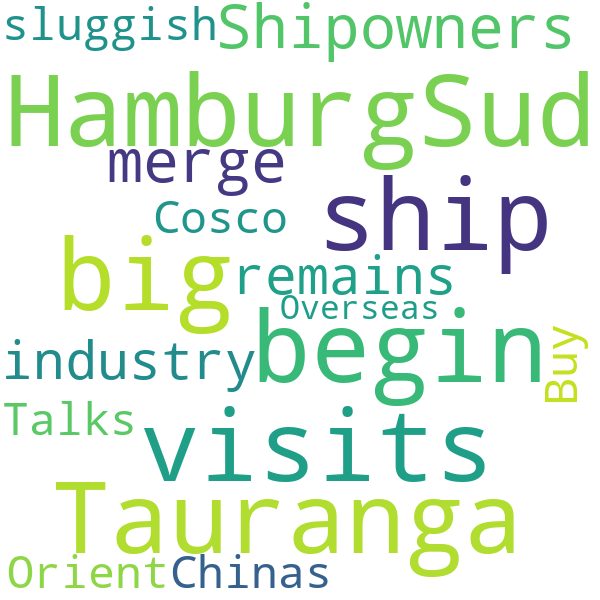 sluggish Shipowners
HamburgSud
merge
ship
Cosco
big
remains
Overseas
begin
industry
Buy
Talks
visits
Tauranga
Orient Chinas